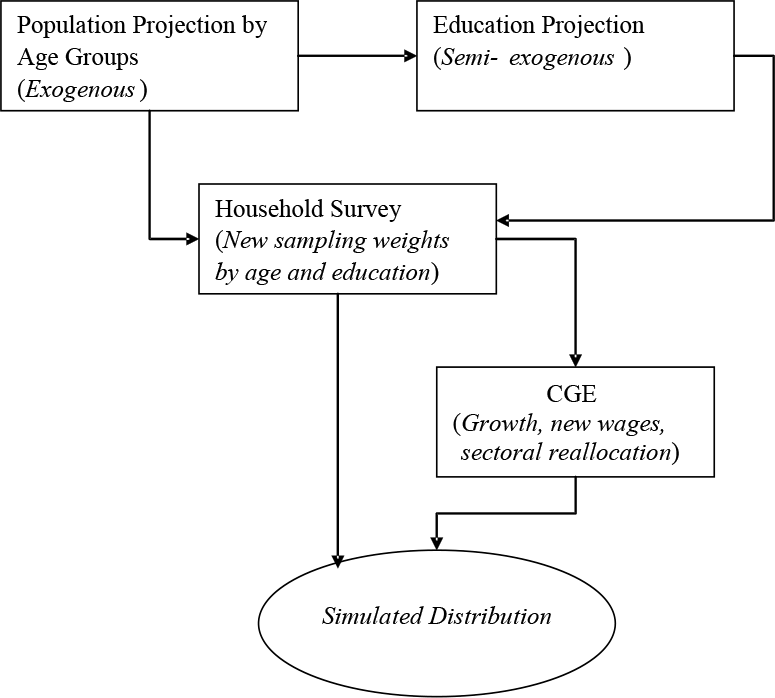 Population Projection by
Age Groups
(Exogenous)
Education Projection
(Semi- exogenous )
Household Survey
(New sampling weights
by age and education)
CGE
(Growth, new wages,
sectoral reallocation)
Simulated Distribution